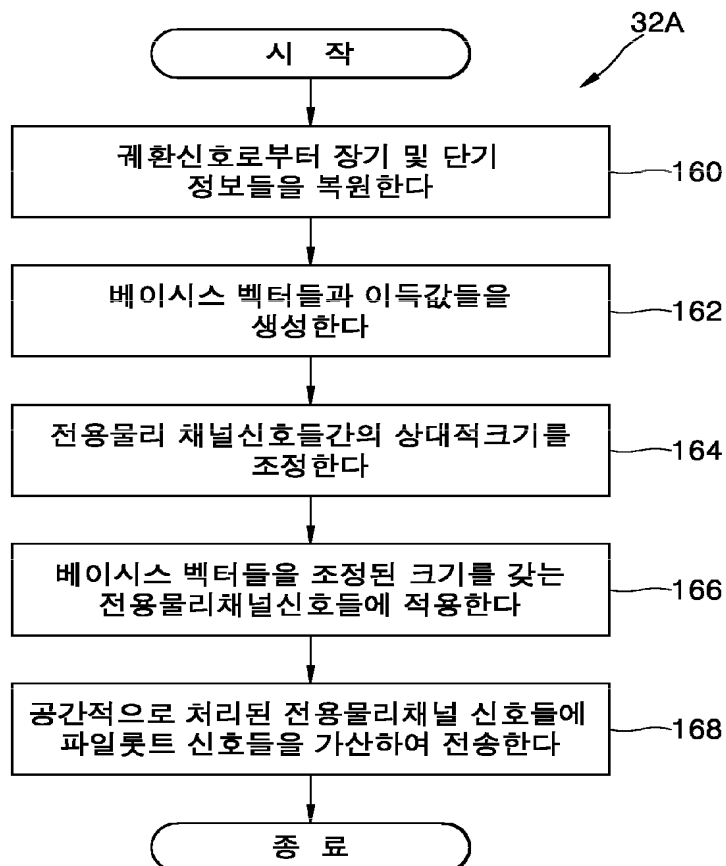 32A
시 작
궤환신호로부터 장기 및 단기
정보들을 복원한다
160
베이시스 벡터들과 이득값들을
생성한다
162
전용물리 채널신호들간의 상대적크기를
조정한다
164
베이시스 벡터들을 조정된 크기를 갖는
전용물리채널신호들에 적용한다
166
공간적으로 처리된 전용물리채널 신호들에
파일롯트 신호들을 가산하여 전송한다
168
종 료